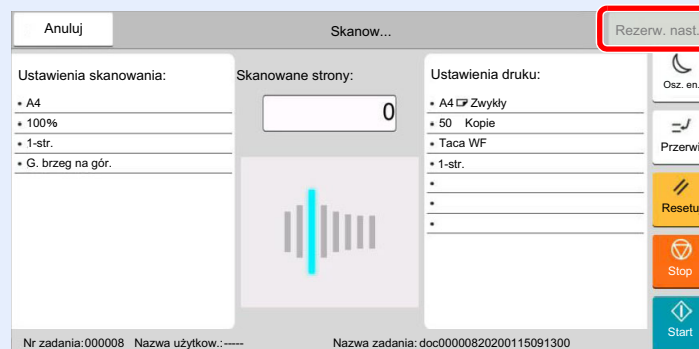 Anuluj
Skanow...
Rezerw. nast.
Ustawienia skanowania:
A4
100%
1-str.
G. brzeg na gór.
Skanowane strony:
0
Ustawienia druku:
A4 Zwykły
50 Kopie
Taca WF
1-str.
Osz. en.
Przerwi
Resetu
Stop
Start
Nr zadania: 000008 Nazwa użytkow.: ----- Nazwa zadania: doc00000820200115091300